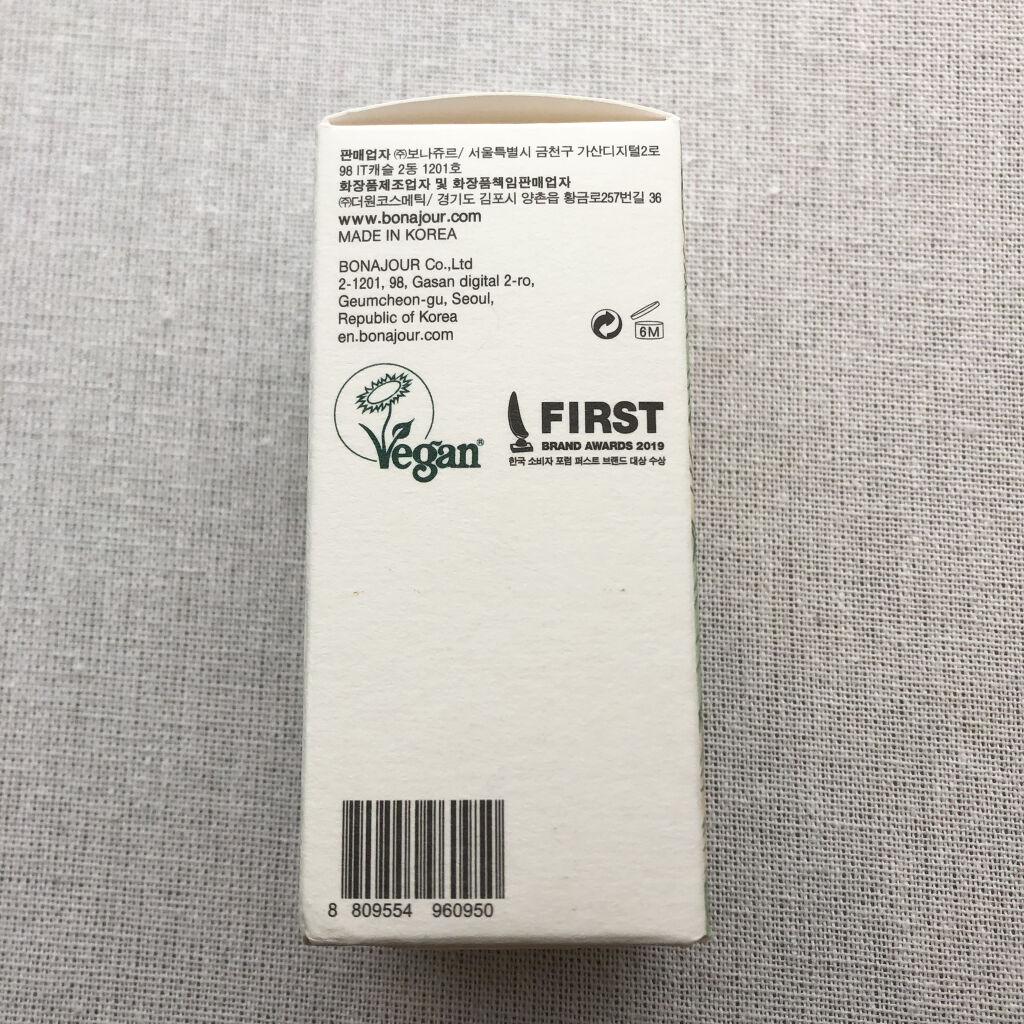 판매업자 ㈜보나쥬르/ 서울특별시 금천구 가산디지털2로
98 IT캐슬 2동 1201호
화장품제조업자 및 화장품책임판매업자
㈜더원코스메틱/ 경기도 김포시 양촌읍 황금로257번길 36
www.bonajour.com
MADE IN KOREA
BONAJOUR Co.,Ltd
2-1201, 98, Gasan digital 2-ro,
Geumcheon-gu, Seoul,
Republic of Korea
en.bonajour.com
6M
Vegan®
FIRST
BRAND AWARDS 2019
한국 소비자 포럼 퍼스트 브랜드 대상 수상
8 809554 960950